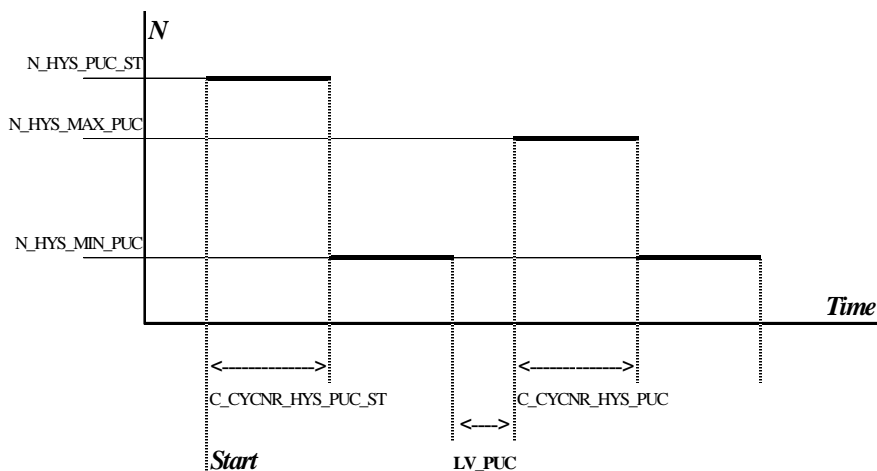 N
N_HYS_PUC_ST
N_HYS_MAX_PUC
N_HYS_MIN_PUC
Time
<-------------->
<-------------->
C_CYCNR_HYS_PUC_ST
C_CYCNR_HYS_PUC
<---->
Start
LV_PUC